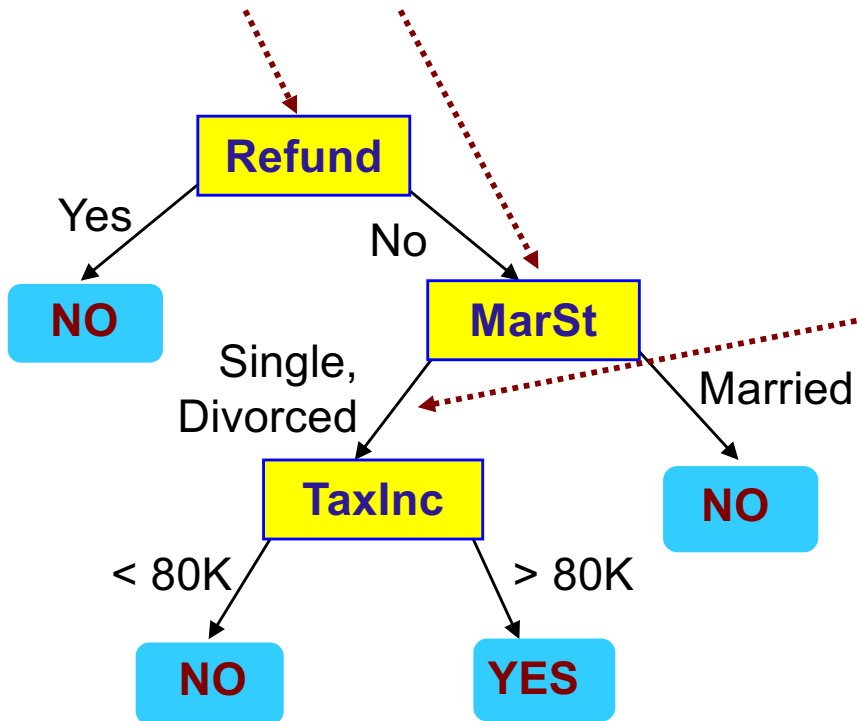 Refund
Yes
No
NO
MarSt
Single,
Divorced
Married
TaxInc
NO
< 80K
> 80K
NO
YES